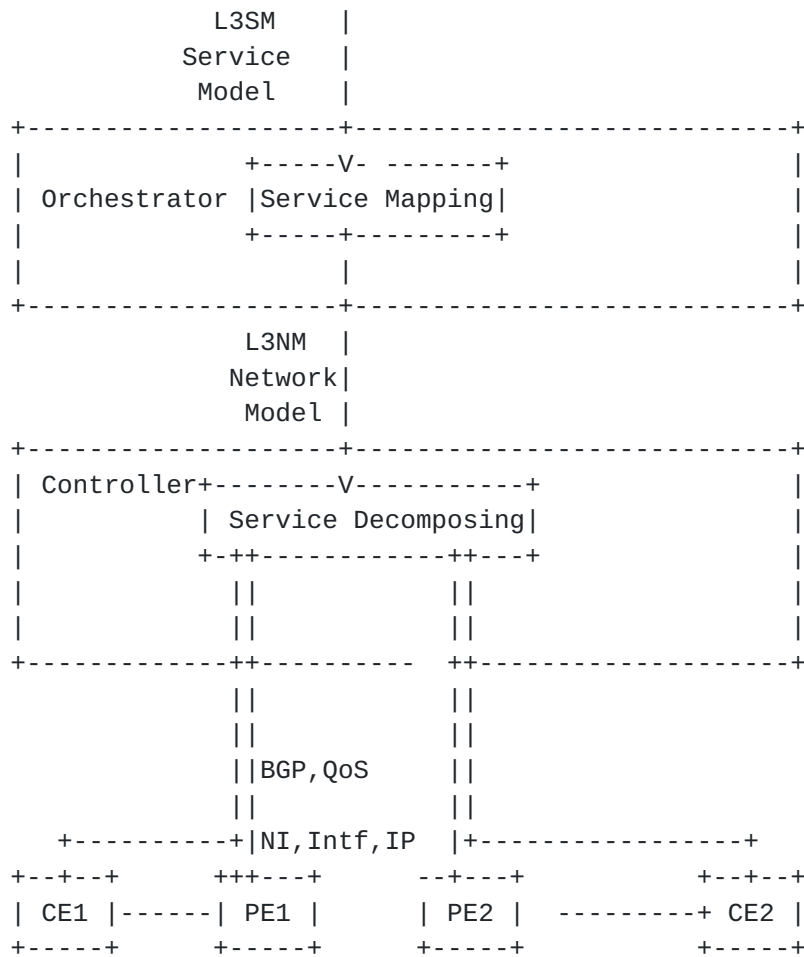 L3SM
Service
Model
Orchestrator Service Mapping
L3NM
Network
Model
Controller
Service Decomposing
BGP,QoS
NI,Intf,IP
CE1 PE1 PE2 CE2